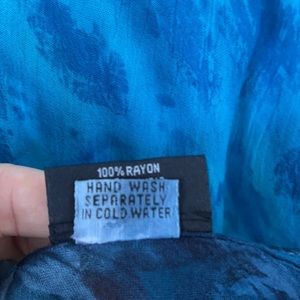 100% RAYON
HAND WASH
SEPARATELY
IN COLD WATER